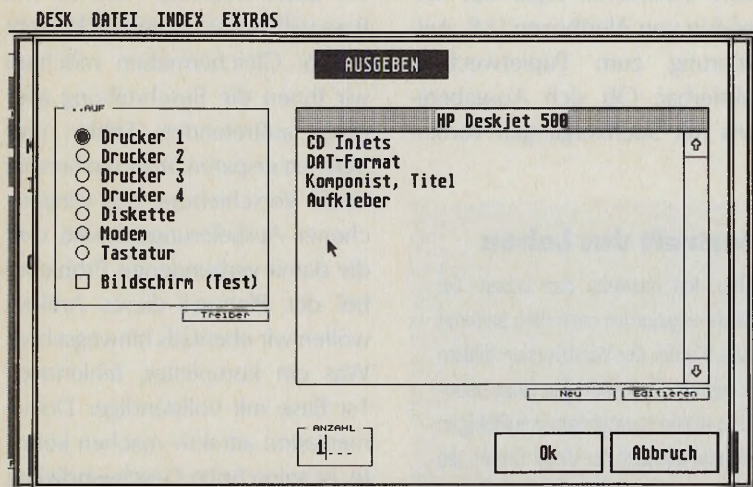 DESK DATEI INDEX EXTRAS
AUSGEBEN
..AUF
Drucker 1
Drucker 2
Drucker 3
Drucker 4
Diskette
Modem
Tastatur
Bildschirm (Test)
Treiber
HP Deskjet 500
CD Inlets
DAT-Format
Komponist, Titel
Aufkleber
Neu
Editieren
ANZAHL
1___
Ok
Abbruch